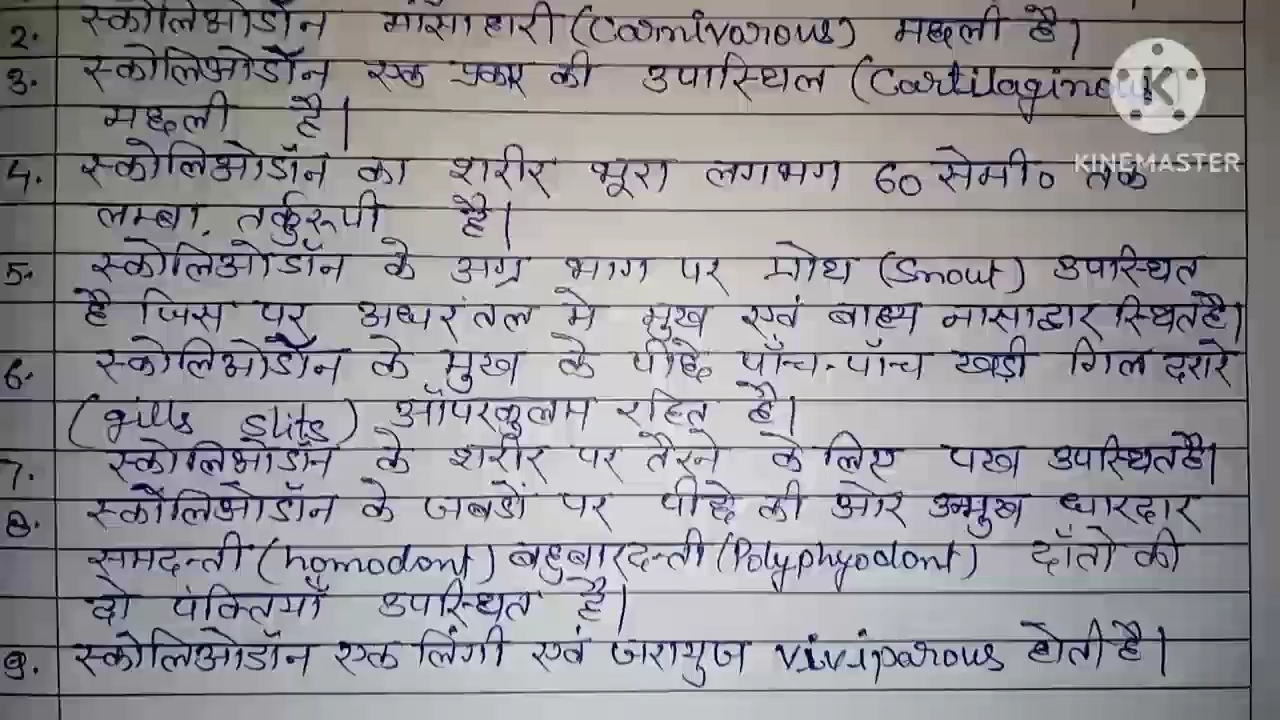 2. स्कोलिओडॉन माँसाहारी (Carnivorous) मछली है।
3. स्कोलिओडॉन एक प्रकार की उपास्थिल (Cartilagino
मछली है।
4. स्कोलिओडॉन का शरीर भूरा लगभग 60 सेमी० तक
लम्बा, तर्कुरूपी है।
5. स्कोलिओडॉन के अग्र भाग पर प्रोथ (Snout) उपस्थित
है जिस पर अधरतल मे मुख एवं बाह्य नासाद्वार स्थित है।
6. स्कोलिओडॉन के मुख के पीछे पाँच-पाँच खड़ी गिल दरारे
(gills slits) ऑपरकुलम रहित है।
7. स्कोलिओडॉन के शरीर पर तैरने के लिए पख उपस्थित है।
8. स्कोलिओडॉन के जबडों पर पीछे की ओर उन्मुख धारदार
समदन्ती (homodont) बहुबारदन्ती (Polyphyodont) दाँतो की
दो पंक्तियाँ उपस्थित है।
9. स्कोलिओडॉन एक लिंगी एवं जरायुज viviparous होती है।
K
KINEMASTER